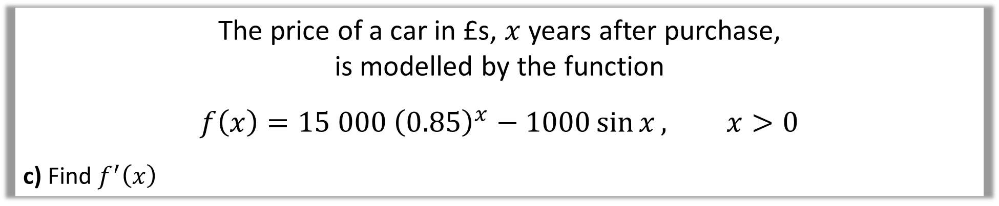 The price of a car in £s, x years after purchase,
is modelled by the function
f(x) = 15 000 (0.85)^x − 1000 sin x , x > 0
c) Find f′(x)